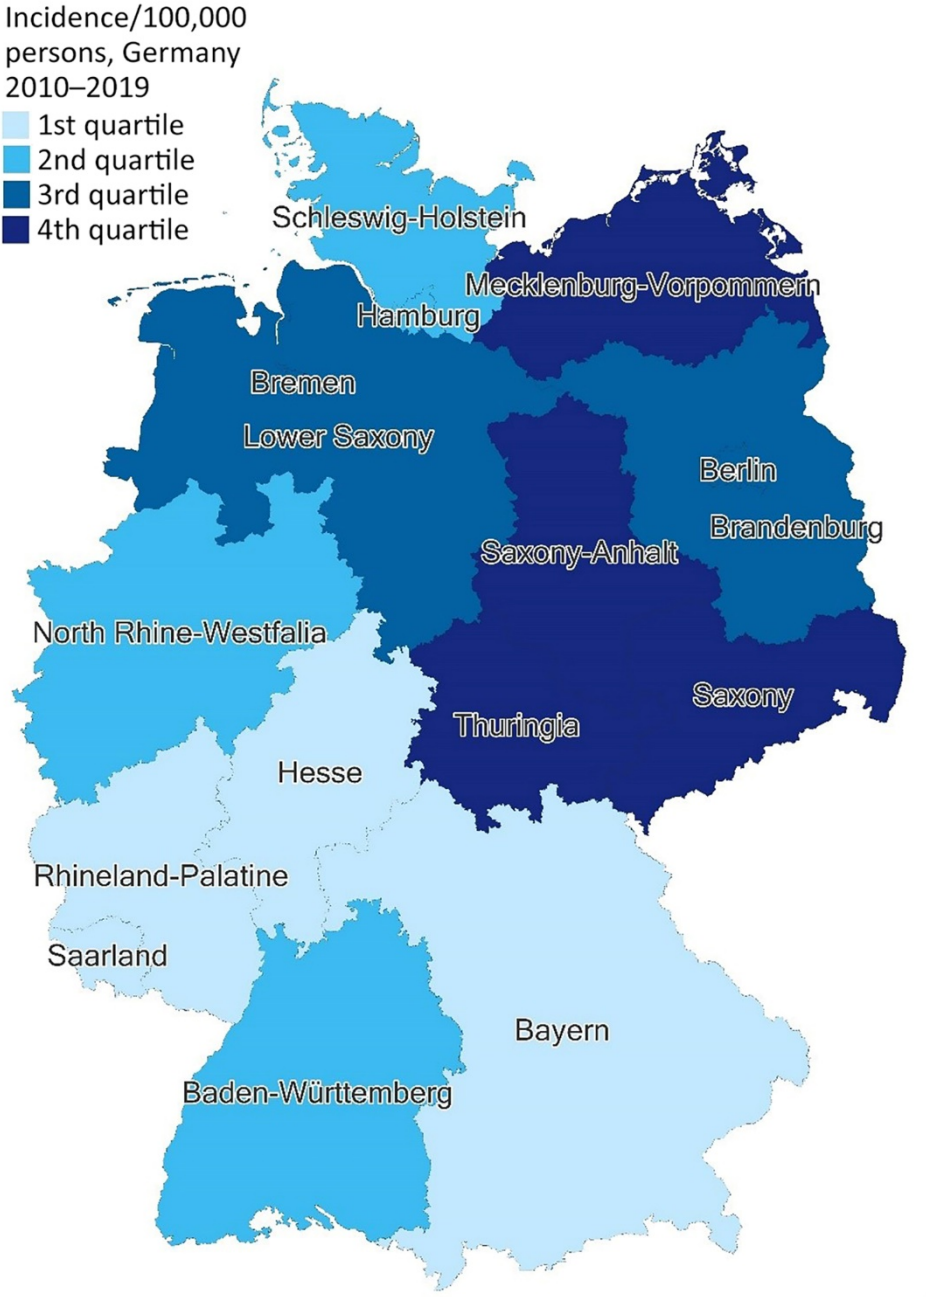 Incidence/100,000
persons, Germany
2010–2019
1st quartile
2nd quartile
3rd quartile
4th quartile
Schleswig-Holstein
Mecklenburg-Vorpommern
Hamburg
Bremen
Lower Saxony
Berlin
Brandenburg
Saxony-Anhalt
North Rhine-Westfalia
Saxony
Thuringia
Hesse
Rhineland-Palatine
Saarland
Bayern
Baden-Württemberg